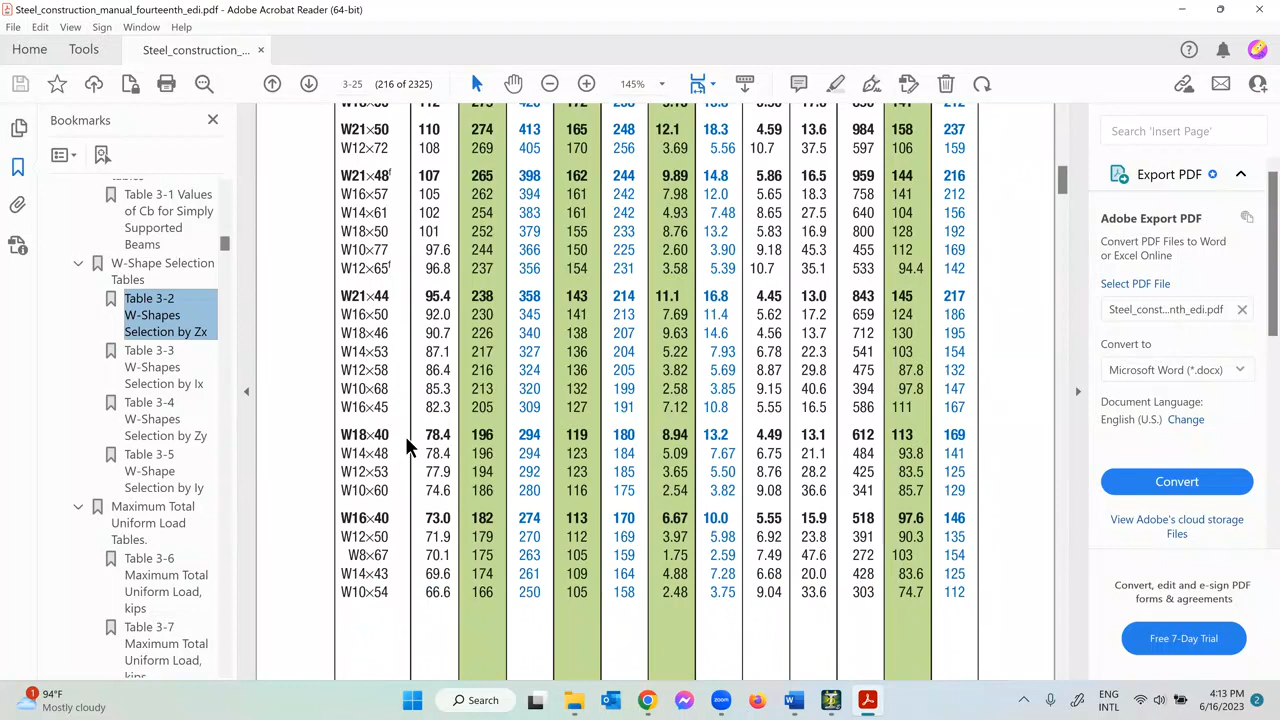 Steel_construction_manual_fourteenth_edi.pdf - Adobe Acrobat Reader (64-bit)
File Edit View Sign Window Help
Home Tools Steel_construction_... ×
3-25 (216 of 2325) 145%
Bookmarks
Table 3-1 Values
of Cb for Simply
Supported
Beams
W-Shape Selection
Tables
Table 3-2
W-Shapes
Selection by Zx
Table 3-3
W-Shapes
Selection by Ix
Table 3-4
W-Shapes
Selection by Zy
Table 3-5
W-Shape
Selection by Iy
Maximum Total
Uniform Load
Tables.
Table 3-6
Maximum Total
Uniform Load,
kips
Table 3-7
Maximum Total
Uniform Load,
W21×50 110 274 413 165 248 12.1 18.3 4.59 13.6 984 158 237
W12×72 108 269 405 170 256 3.69 5.56 10.7 37.5 597 106 159
W21×48f 107 265 398 162 244 9.89 14.8 5.86 16.5 959 144 216
W16×57 105 262 394 161 242 7.98 12.0 5.65 18.3 758 141 212
W14×61 102 254 383 161 242 4.93 7.48 8.65 27.5 640 104 156
W18×50 101 252 379 155 233 8.76 13.2 5.83 16.9 800 128 192
W10×77 97.6 244 366 150 225 2.60 3.90 9.18 45.3 455 112 169
W12×65f 96.8 237 356 154 231 3.58 5.39 10.7 35.1 533 94.4 142
W21×44 95.4 238 358 143 214 11.1 16.8 4.45 13.0 843 145 217
W16×50 92.0 230 345 141 213 7.69 11.4 5.62 17.2 659 124 186
W18×46 90.7 226 340 138 207 9.63 14.6 4.56 13.7 712 130 195
W14×53 87.1 217 327 136 204 5.22 7.93 6.78 22.3 541 103 154
W12×58 86.4 216 324 136 205 3.82 5.69 8.87 29.8 475 87.8 132
W10×68 85.3 213 320 132 199 2.58 3.85 9.15 40.6 394 97.8 147
W16×45 82.3 205 309 127 191 7.12 10.8 5.55 16.5 586 111 167
W18×40 78.4 196 294 119 180 8.94 13.2 4.49 13.1 612 113 169
W14×48 78.4 196 294 123 184 5.09 7.67 6.75 21.1 484 93.8 141
W12×53 77.9 194 292 123 185 3.65 5.50 8.76 28.2 425 83.5 125
W10×60 74.6 186 280 116 175 2.54 3.82 9.08 36.6 341 85.7 129
W16×40 73.0 182 274 113 170 6.67 10.0 5.55 15.9 518 97.6 146
W12×50 71.9 179 270 112 169 3.97 5.98 6.92 23.8 391 90.3 135
W8×67 70.1 175 263 105 159 1.75 2.59 7.49 47.6 272 103 154
W14×43 69.6 174 261 109 164 4.88 7.28 6.68 20.0 428 83.6 125
W10×54 66.6 166 250 105 158 2.48 3.75 9.04 33.6 303 74.7 112
Search 'Insert Page'
Export PDF
Adobe Export PDF
Convert PDF Files to Word
or Excel Online
Select PDF File
Steel_const...nth_edi.pdf
Convert to
Microsoft Word (*.docx)
Document Language:
English (U.S.) Change
Convert
View Adobe's cloud storage
Files
Convert, edit and e-sign PDF
forms & agreements
Free 7-Day Trial
1
94°F
Mostly cloudy
Search
zoom
ENG
INTL
4:13 PM
6/16/2023
2